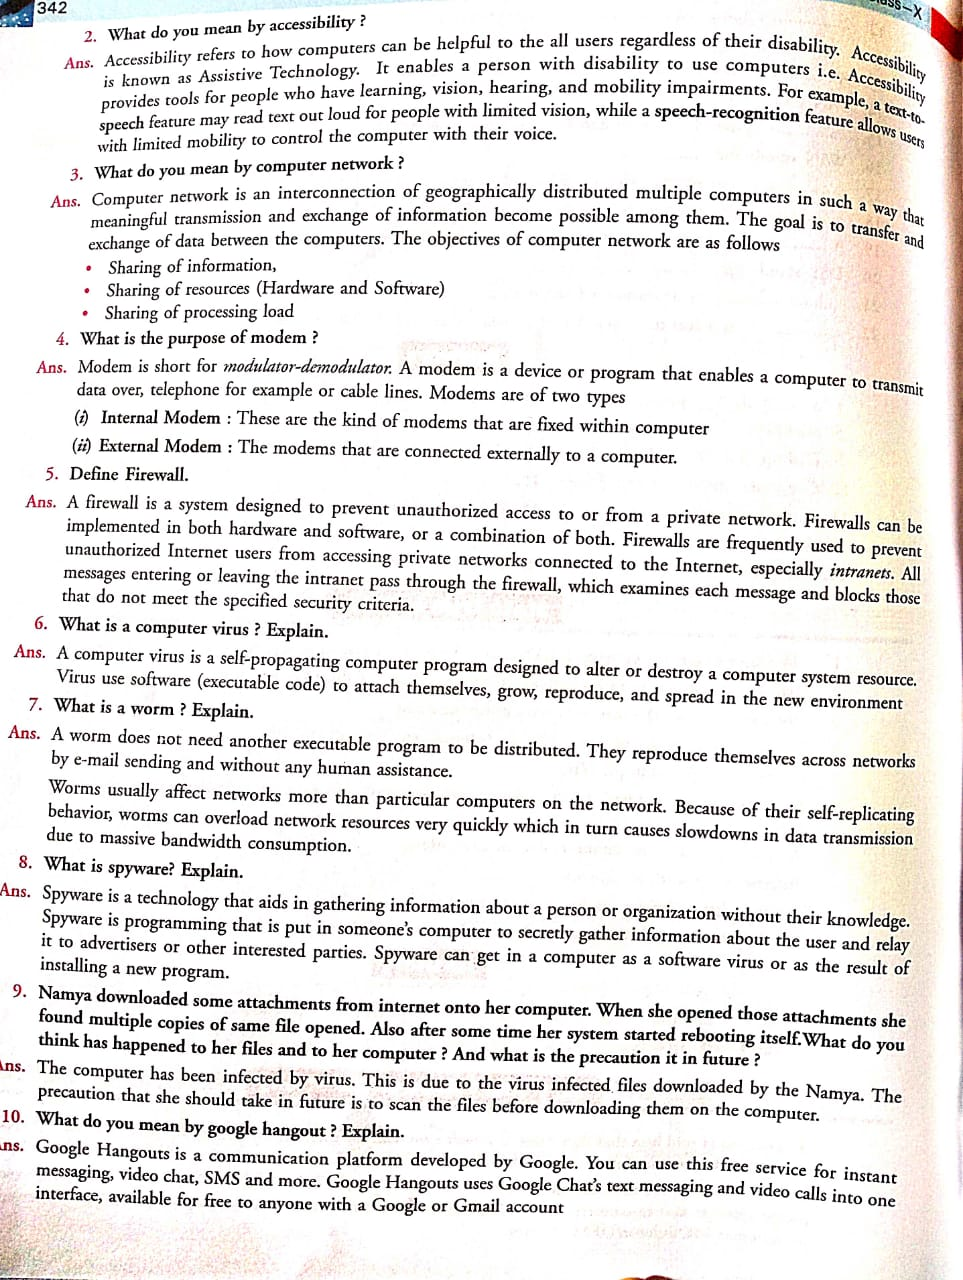 342
2. What do you mean by accessibility ?
Ans. Accessibility refers to how computers can be helpful to the all users regardless of their disability. Accessibility
is known as Assistive Technology. It enables a person with disability to use computers i.e. Accessibility
provides tools for people who have learning, vision, hearing, and mobility impairments. For example, a text-to-
speech feature may read text out loud for people with limited vision, while a speech-recognition feature allows users
with limited mobility to control the computer with their voice.
3. What do you mean by computer network ?
Ans. Computer network is an interconnection of geographically distributed multiple computers in such a way that
meaningful transmission and exchange of information become possible among them. The goal is to transfer and
exchange of data between the computers. The objectives of computer network are as follows
• Sharing of information,
• Sharing of resources (Hardware and Software)
• Sharing of processing load
4. What is the purpose of modem ?
Ans. Modem is short for modulator-demodulator. A modem is a device or program that enables a computer to transmit
data over, telephone for example or cable lines. Modems are of two types
(i) Internal Modem : These are the kind of modems that are fixed within computer
(ii) External Modem : The modems that are connected externally to a computer.
5. Define Firewall.
Ans. A firewall is a system designed to prevent unauthorized access to or from a private network. Firewalls can be
implemented in both hardware and software, or a combination of both. Firewalls are frequently used to prevent
unauthorized Internet users from accessing private networks connected to the Internet, especially intranets. All
messages entering or leaving the intranet pass through the firewall, which examines each message and blocks those
that do not meet the specified security criteria.
6. What is a computer virus ? Explain.
Ans. A computer virus is a self-propagating computer program designed to alter or destroy a computer system resource.
Virus use software (executable code) to attach themselves, grow, reproduce, and spread in the new environment
7. What is a worm ? Explain.
Ans. A worm does not need another executable program to be distributed. They reproduce themselves across networks
by e-mail sending and without any human assistance.
Worms usually affect networks more than particular computers on the network. Because of their self-replicating
behavior, worms can overload network resources very quickly which in turn causes slowdowns in data transmission
due to massive bandwidth consumption.
8. What is spyware? Explain.
Ans. Spyware is a technology that aids in gathering information about a person or organization without their knowledge.
Spyware is programming that is put in someone's computer to secretly gather information about the user and relay
it to advertisers or other interested parties. Spyware can get in a computer as a software virus or as the result of
installing a new program.
9. Namya downloaded some attachments from internet onto her computer. When she opened those attachments she
found multiple copies of same file opened. Also after some time her system started rebooting itself. What do you
think has happened to her files and to her computer ? And what is the precaution it in future ?
ns. The computer has been infected by virus. This is due to the virus infected files downloaded by the Namya. The
precaution that she should take in future is to scan the files before downloading them on the computer.
10. What do you mean by google hangout ? Explain.
ns. Google Hangouts is a communication platform developed by Google. You can use this free service for instant
messaging, video chat, SMS and more. Google Hangouts uses Google Chat's text messaging and video calls into one
interface, available for free to anyone with a Google or Gmail account